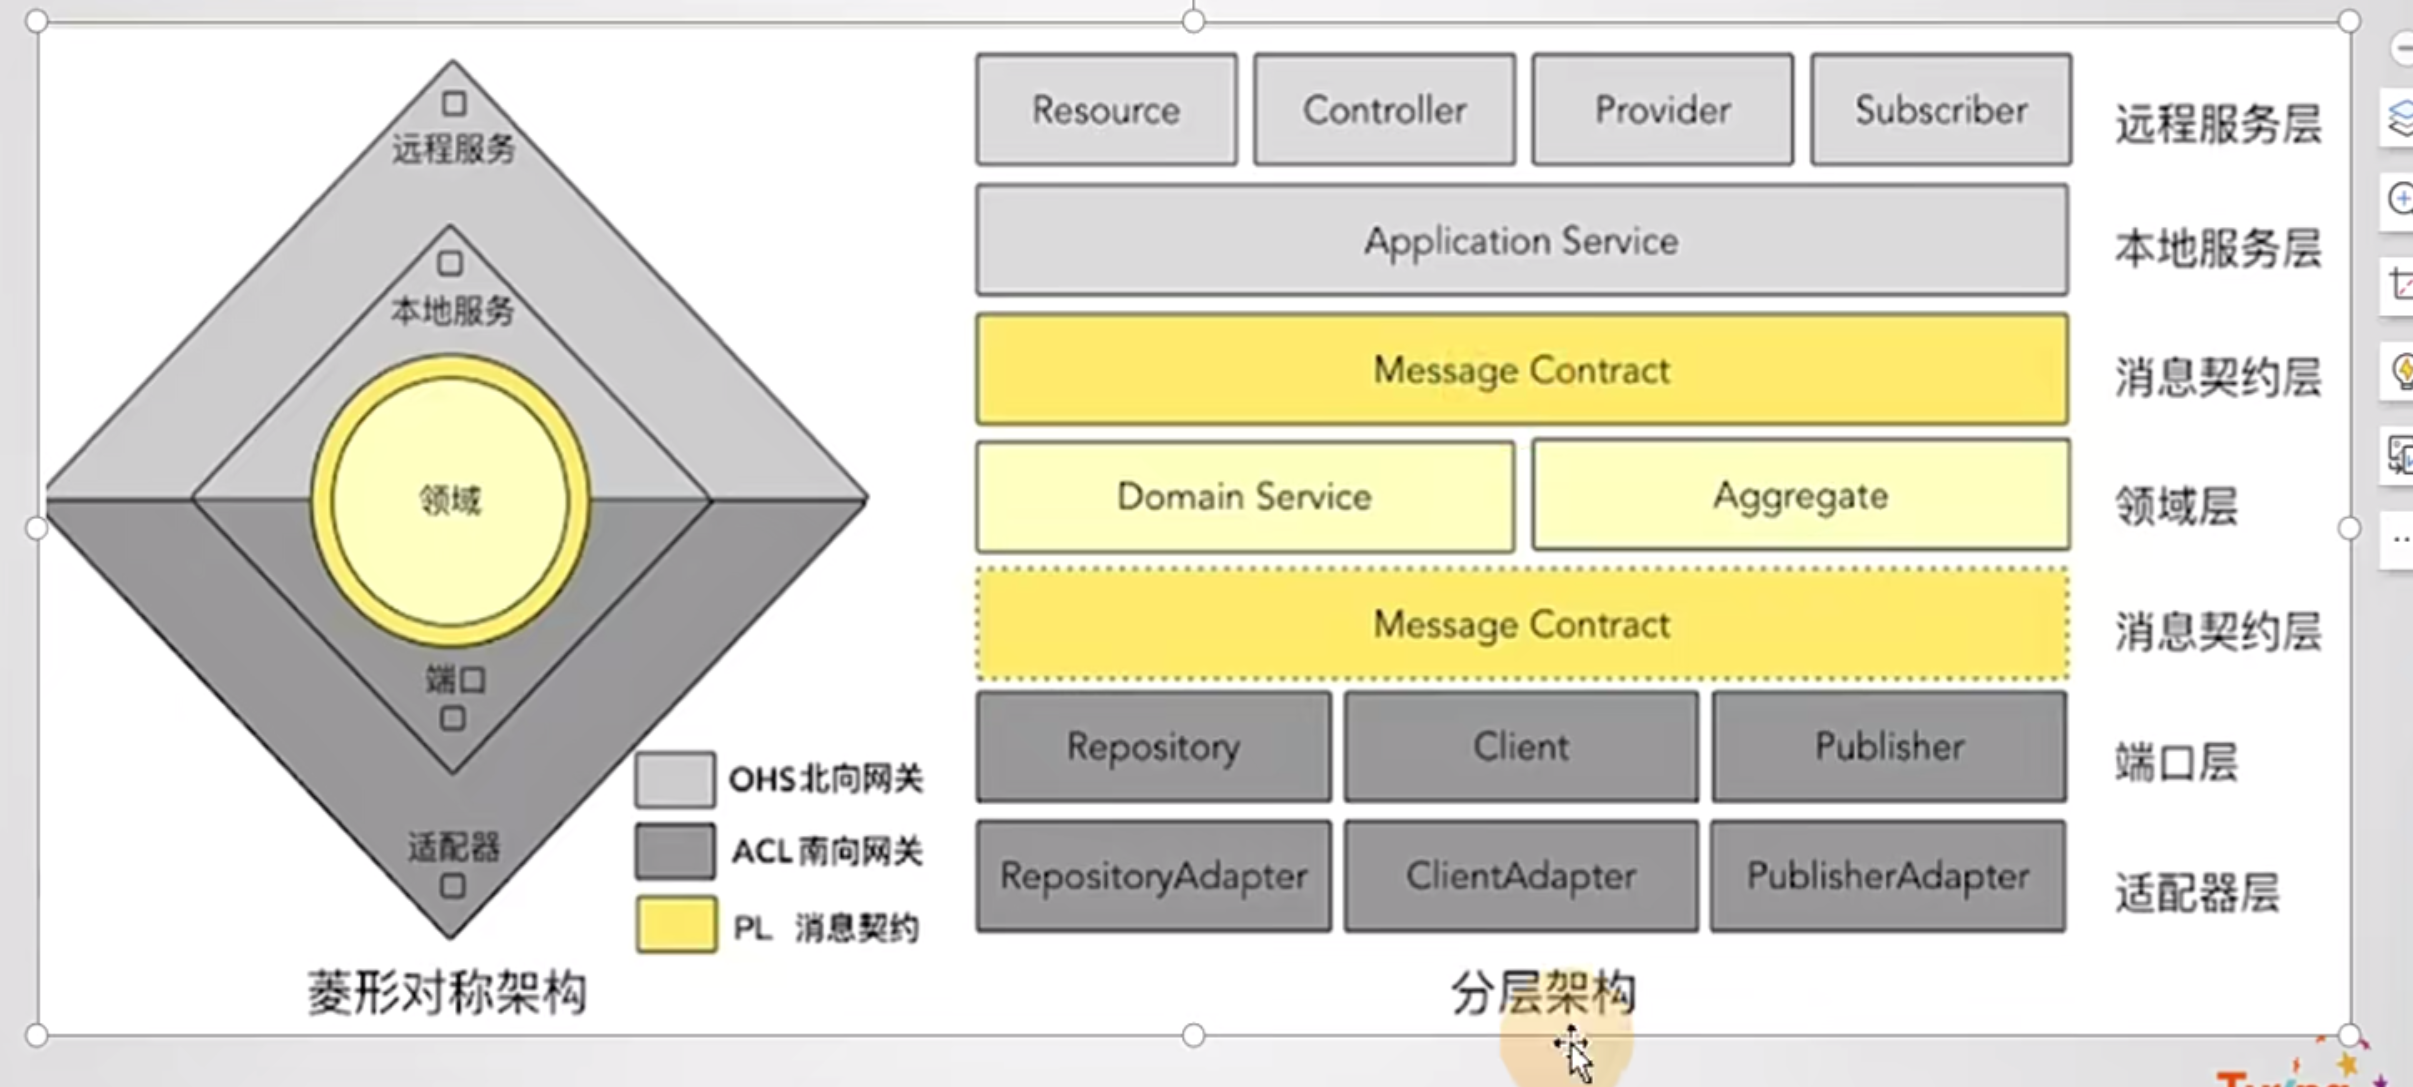 远程服务
本地服务
领域
端口
适配器
OHS北向网关
ACL南向网关
PL 消息契约
菱形对称架构
Resource Controller Provider Subscriber 远程服务层
Application Service 本地服务层
Message Contract 消息契约层
Domain Service Aggregate 领域层
Message Contract 消息契约层
Repository Client Publisher 端口层
RepositoryAdapter ClientAdapter PublisherAdapter 适配器层
分层架构